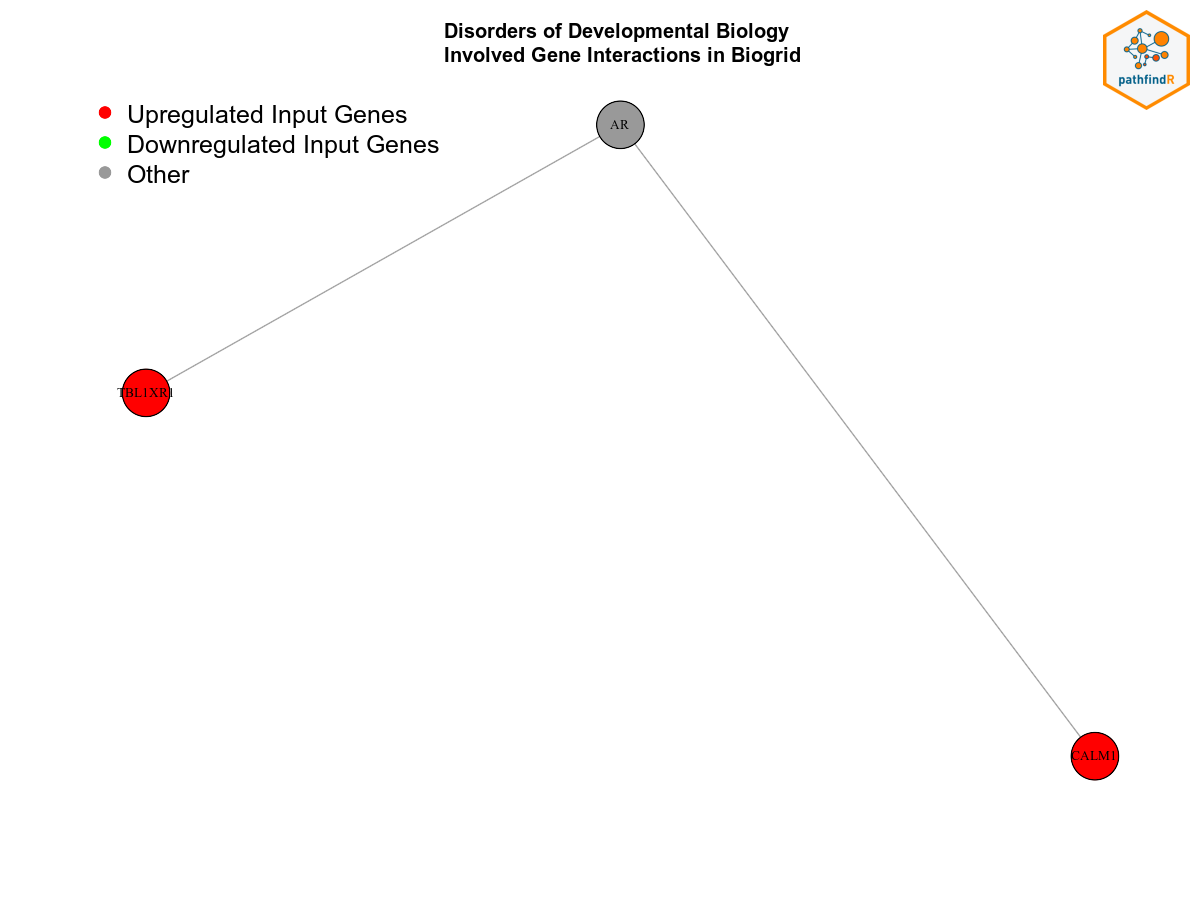 Disorders of Developmental Biology
Involved Gene Interactions in Biogrid
pathfindR
Upregulated Input Genes
Downregulated Input Genes
Other
AR
TBL1XR1
CALM1